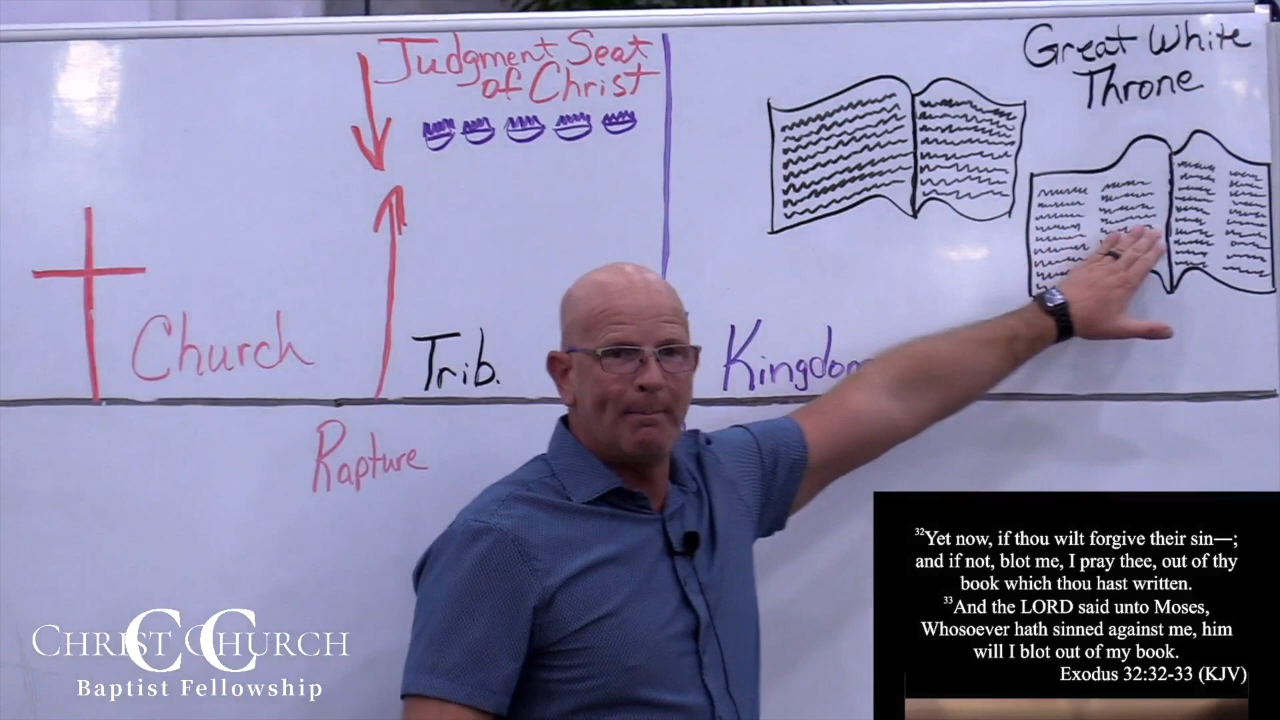 Judgment Seat
of Christ
Great White
Throne
Church
Trib.
Kingdom
Rapture
32Yet now, if thou wilt forgive their sin—;
and if not, blot me, I pray thee, out of thy
book which thou hast written.
33And the LORD said unto Moses,
Whosoever hath sinned against me, him
will I blot out of my book.
Exodus 32:32-33 (KJV)
CC
CHRIST CHURCH
Baptist Fellowship